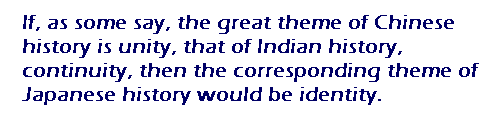 If, as some say, the great theme of Chinese
history is unity, that of Indian history,
continuity, then the corresponding theme of
Japanese history would be identity.